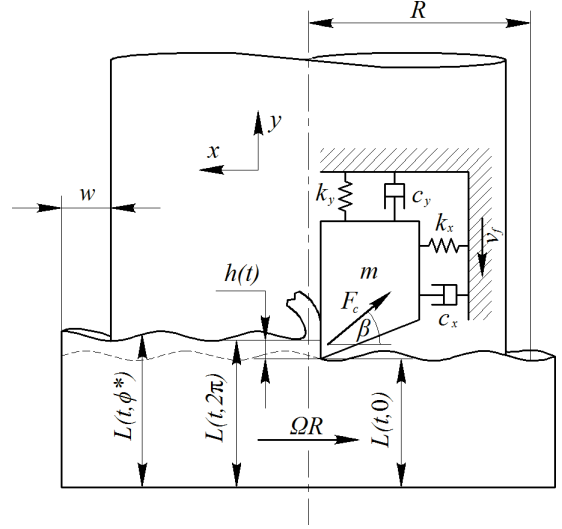 R
y
x
w
k_y
c_y
k_x
v_f
h(t)
m
F_c
β
c_x
L(t,ϕ*)
L(t,2π)
L(t,0)
ΩR